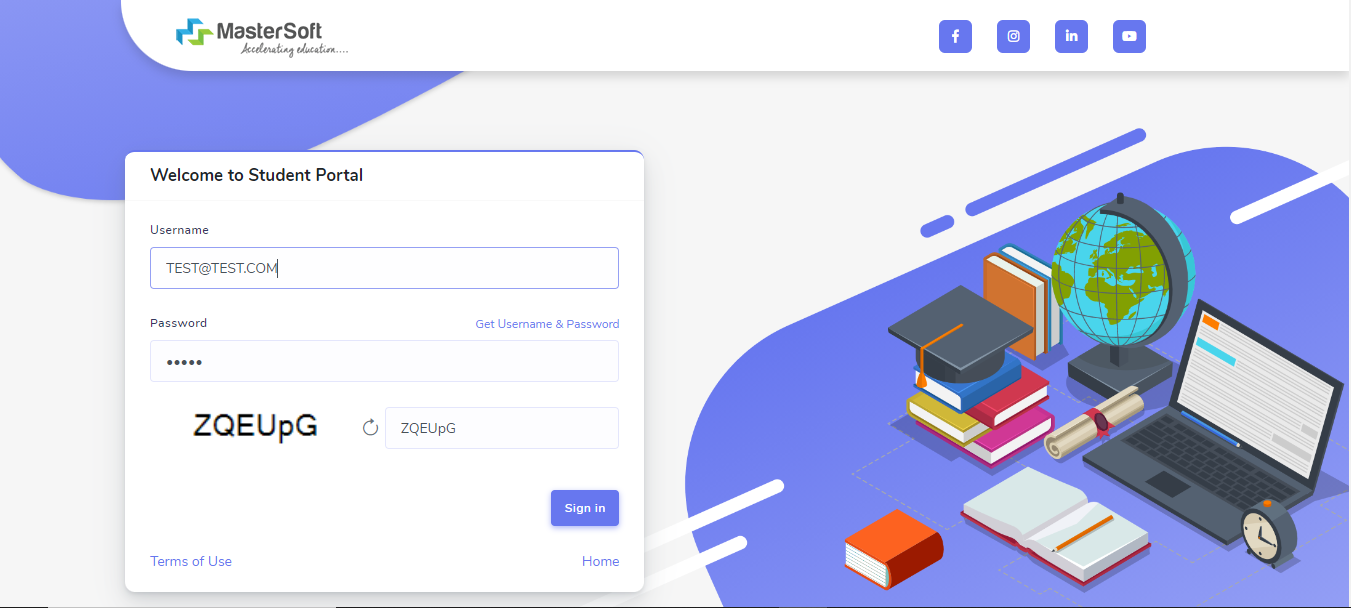 MasterSoft
Accelerating education....
Welcome to Student Portal
Username
TEST@TEST.COM
Password
Get Username & Password
•••••
ZQEUpG
ZQEUpG
Sign in
Terms of Use
Home